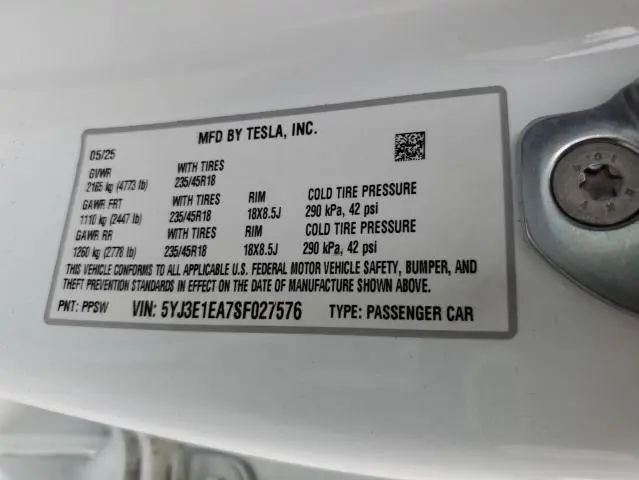 MFD BY TESLA, INC.
05/25
GVWR WITH TIRES
2165 kg (4773 lb) 235/45R18
GAWR FRT WITH TIRES RIM COLD TIRE PRESSURE
1110 kg (2447 lb) 235/45R18 18X8.5J 290 kPa, 42 psi
GAWR RR WITH TIRES RIM COLD TIRE PRESSURE
1260 kg (2778 lb) 235/45R18 18X8.5J 290 kPa, 42 psi
THIS VEHICLE CONFORMS TO ALL APPLICABLE U.S. FEDERAL MOTOR VEHICLE SAFETY, BUMPER, AND
THEFT PREVENTION STANDARDS IN EFFECT ON THE DATE OF MANUFACTURE SHOWN ABOVE.
PNT: PPSW VIN: 5YJ3E1EA7SF027576 TYPE: PASSENGER CAR